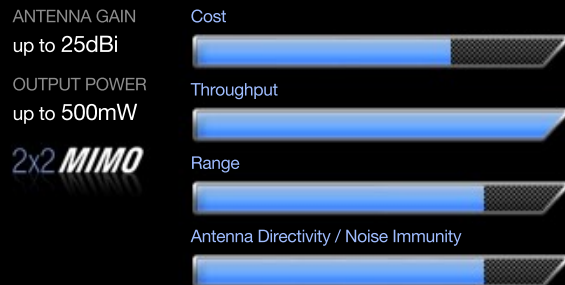 ANTENNA GAIN
up to 25dBi
OUTPUT POWER
up to 500mW
2x2 MIMO
Cost
Throughput
Range
Antenna Directivity / Noise Immunity